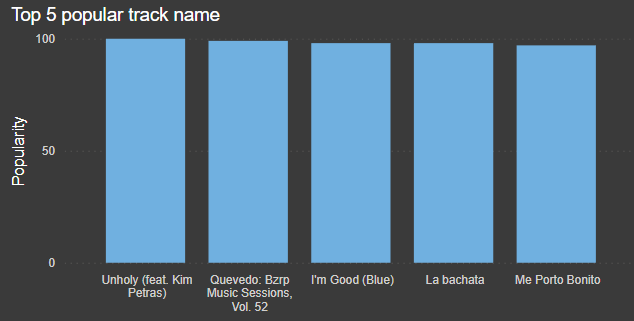 Top 5 popular track name
100
50
0
Popularity
Unholy (feat. Kim
Petras)
Quevedo: Bzrp
Music Sessions,
Vol. 52
I'm Good (Blue)
La bachata
Me Porto Bonito